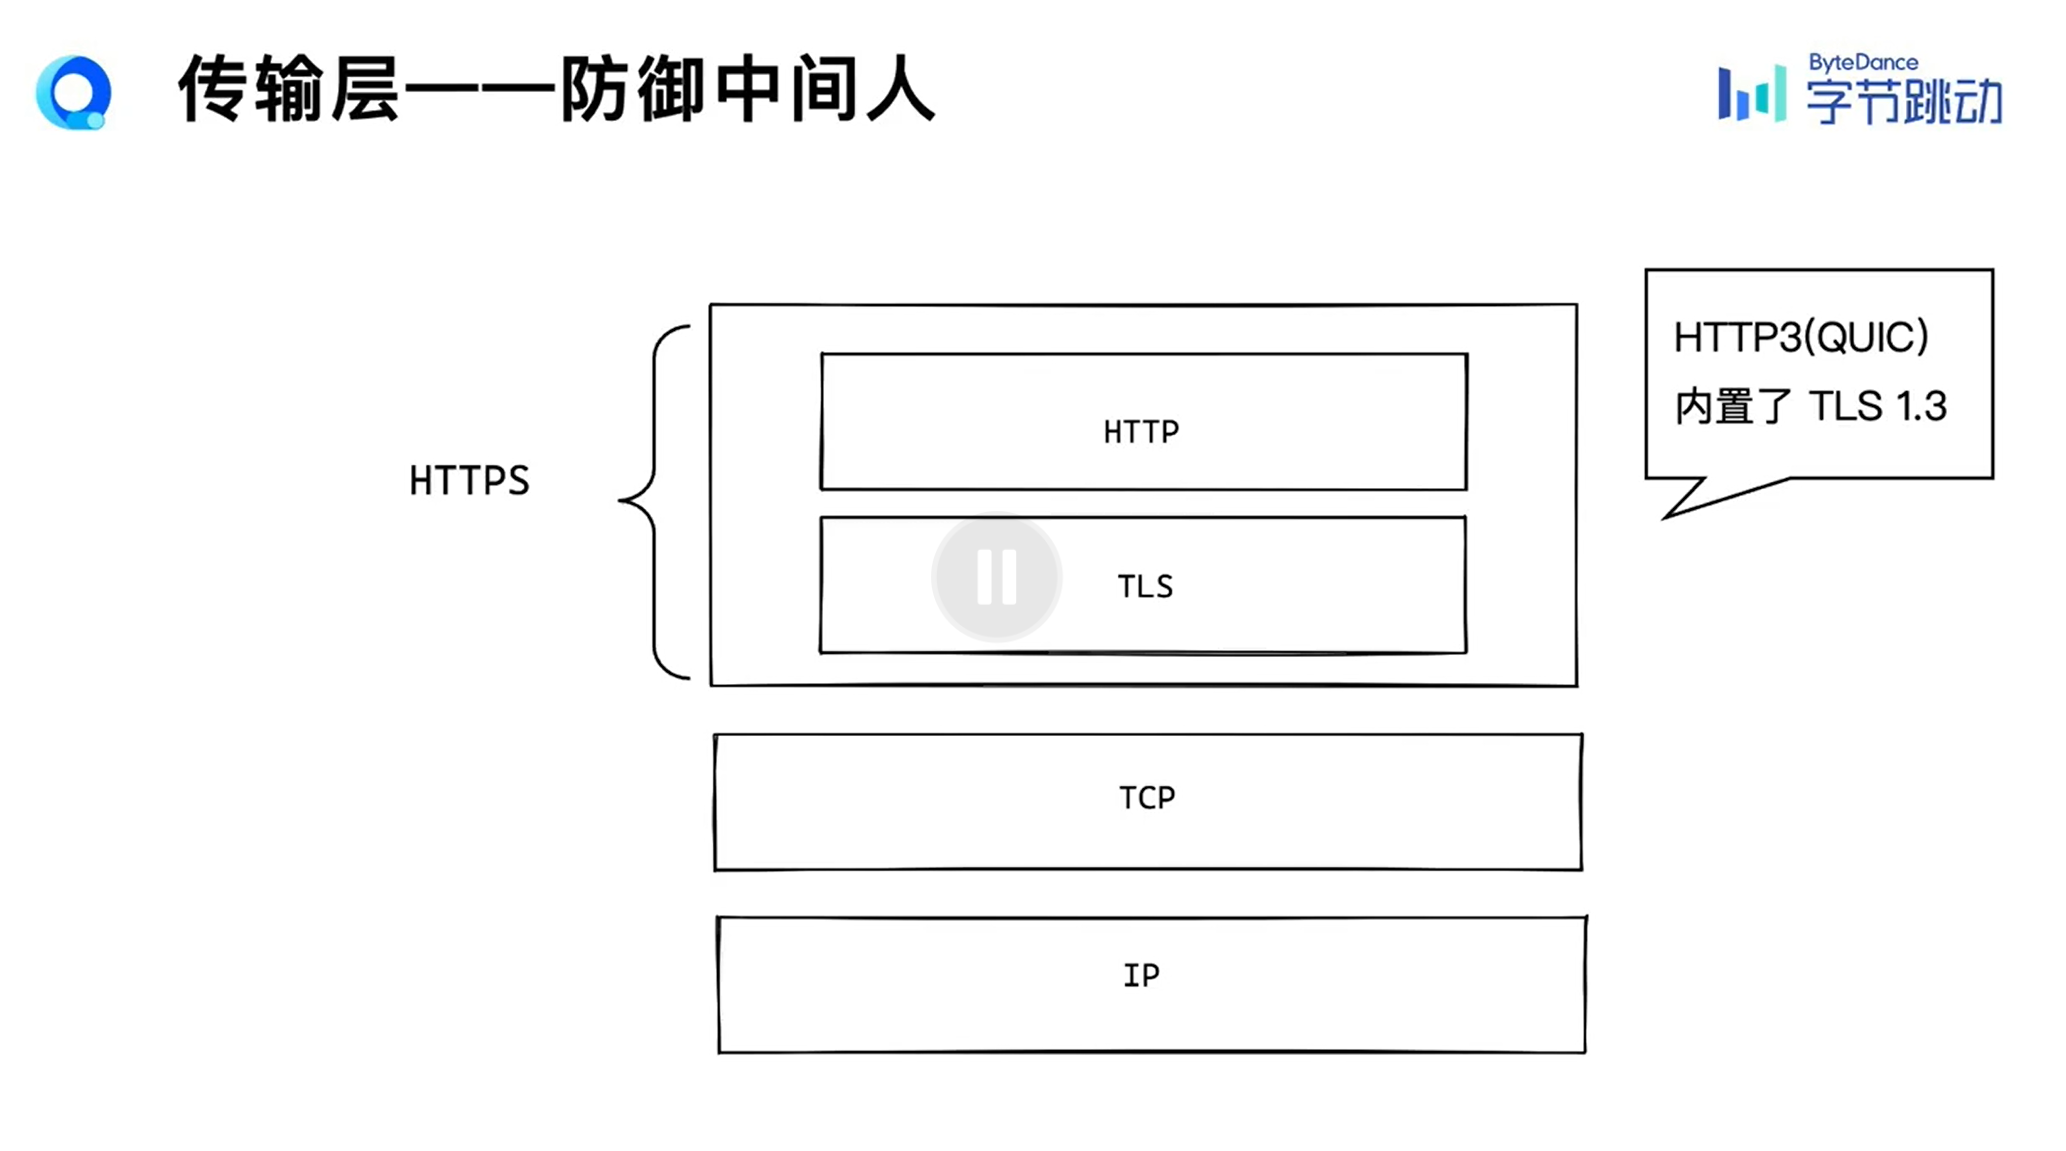 传输层——防御中间人
ByteDance
字节跳动
HTTP3(QUIC)
内置了 TLS 1.3
HTTPS
HTTP
TLS
TCP
IP